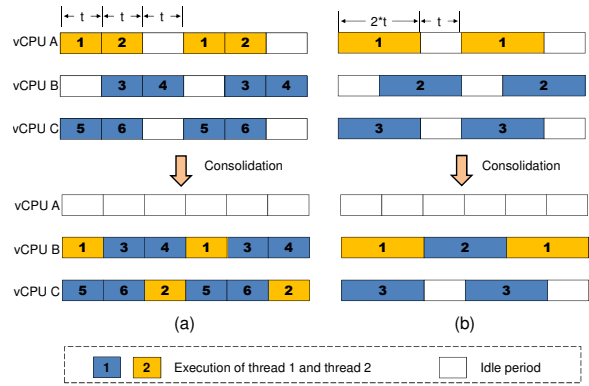 t t t 2*t t
vCPU A 1 2 1 2 1 1
vCPU B 3 4 3 4 2 2
vCPU C 5 6 5 6 3 3
Consolidation Consolidation
vCPU A
vCPU B 1 3 4 1 3 4 1 2 1
vCPU C 5 6 2 5 6 2 3 3
(a) (b)
1 2 Execution of thread 1 and thread 2 Idle period